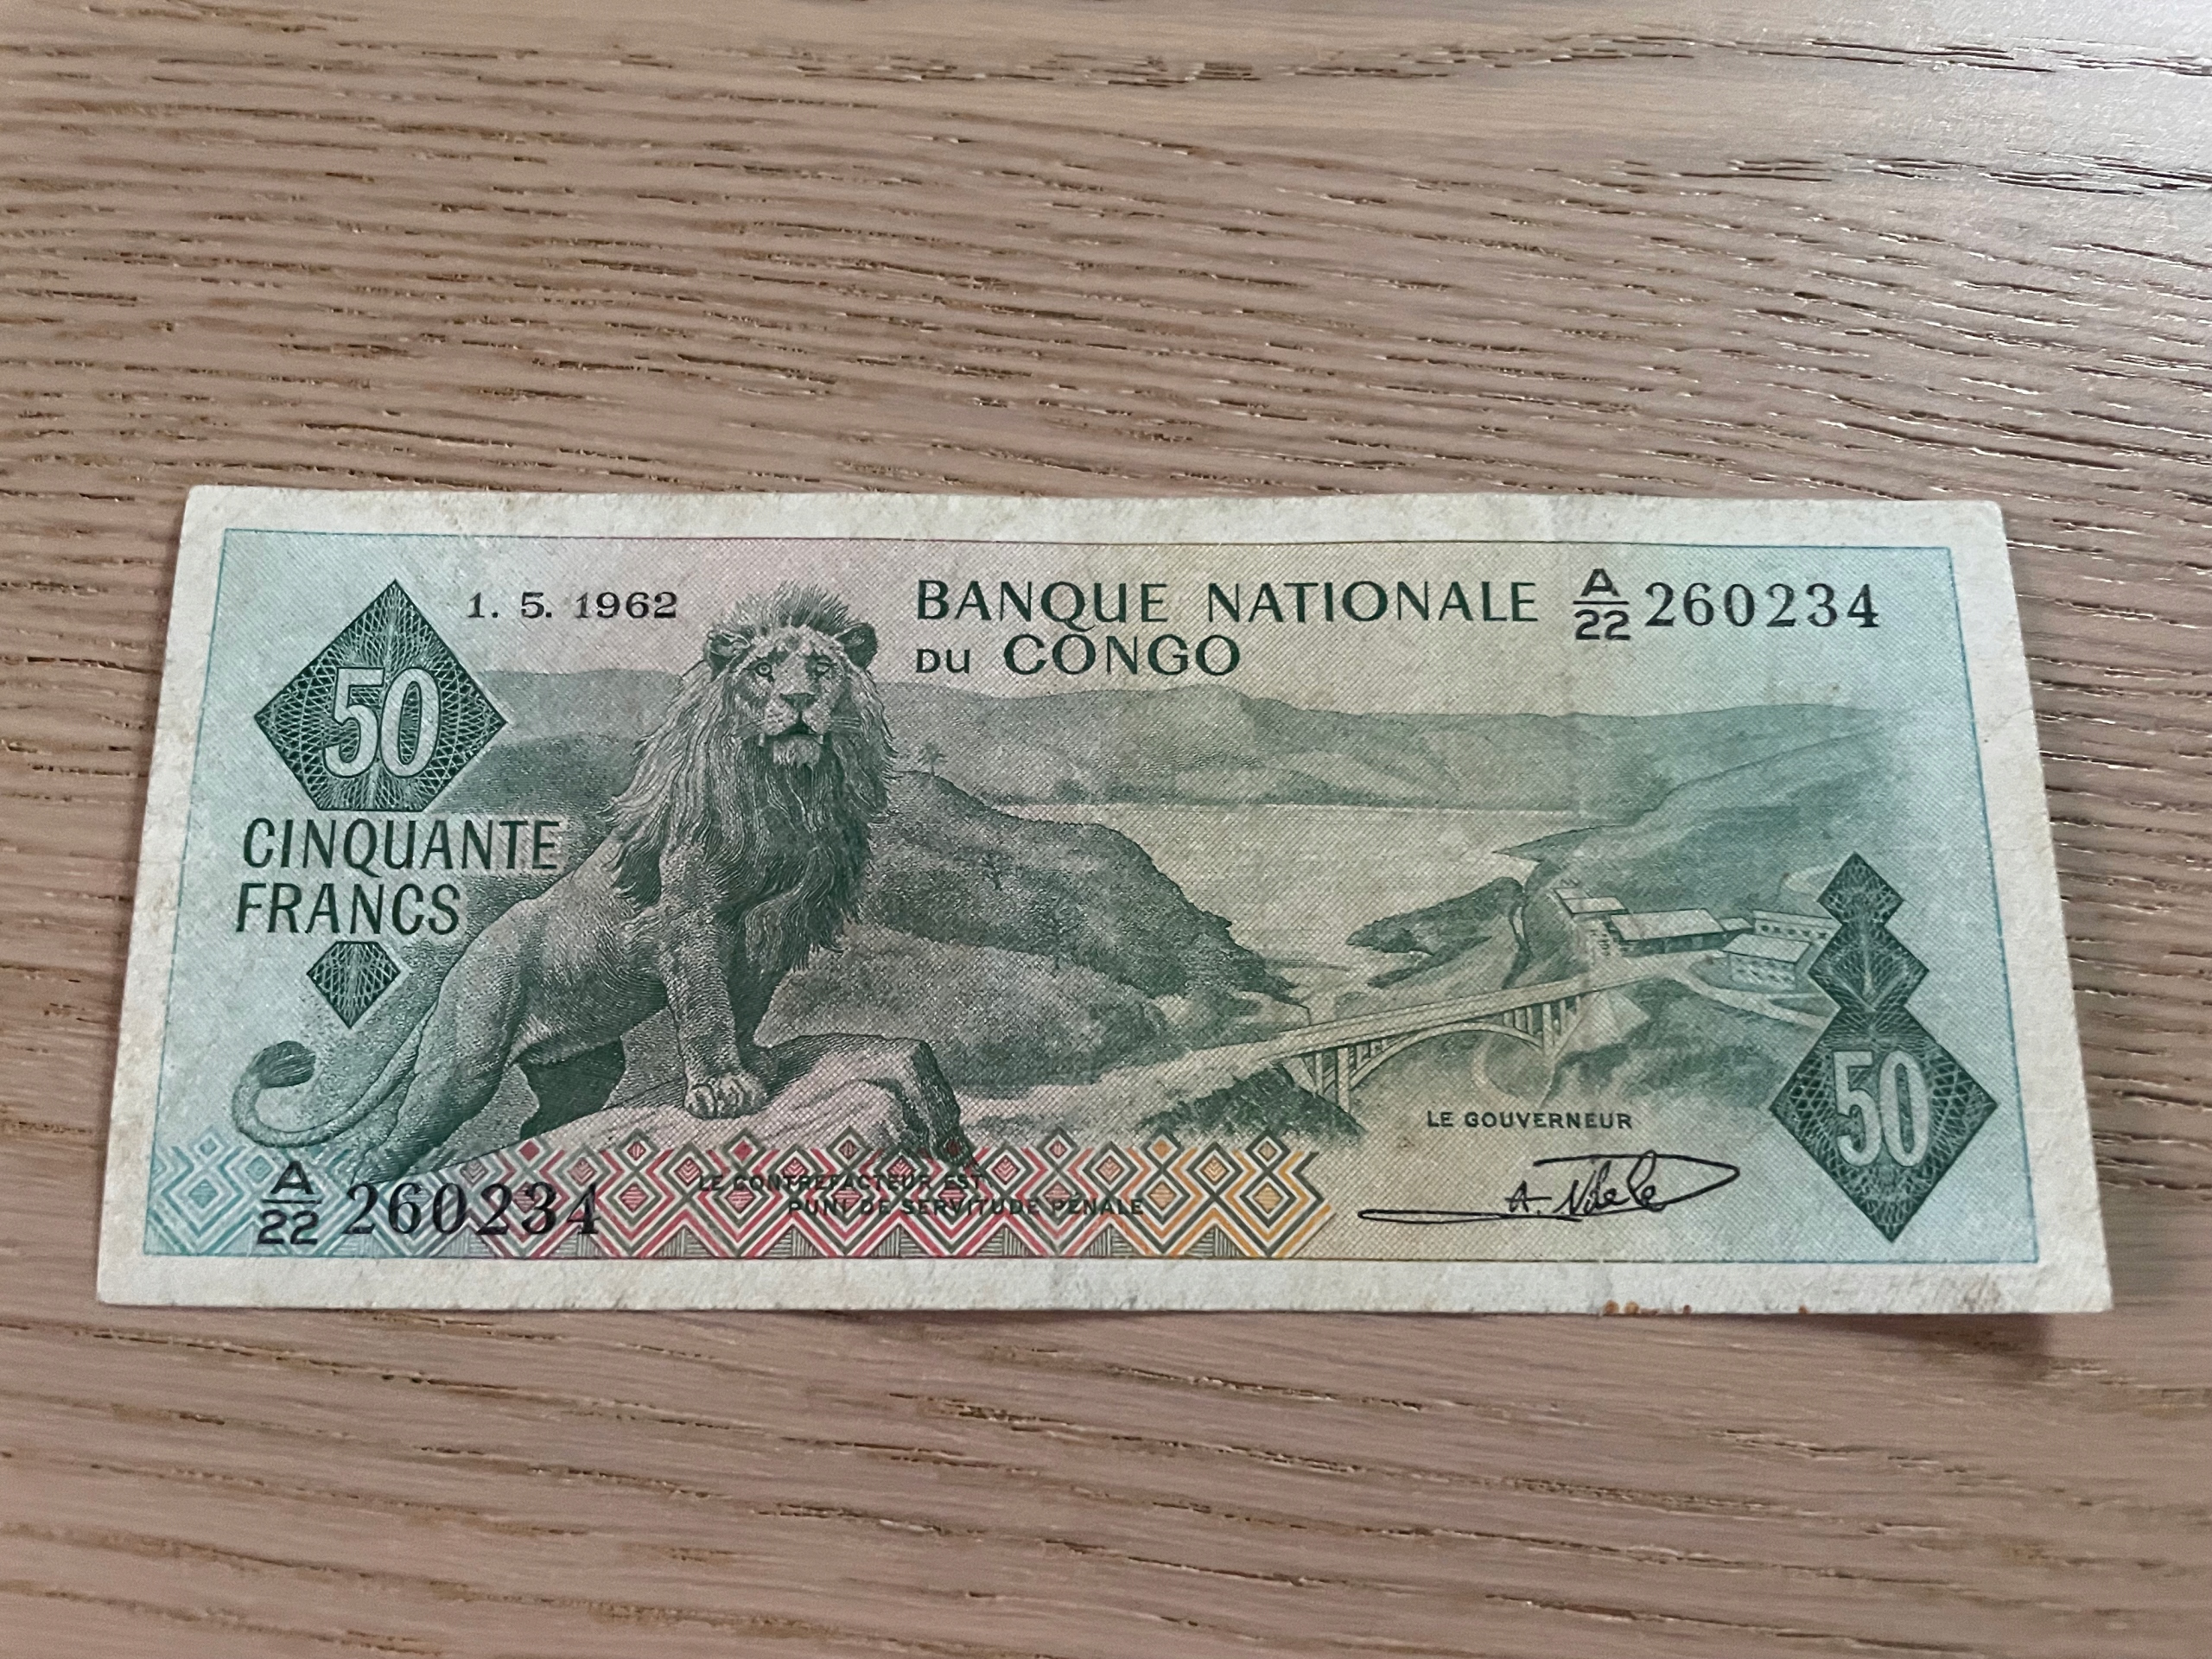 50
1. 5. 1962
BANQUE NATIONALE
DU CONGO
A/22 260234
CINQUANTE
FRANCS
LE GOUVERNEUR
50
A/22 260234
LE CONTREFACTEUR EST
PUNI DE SERVITUDE PÉNALE